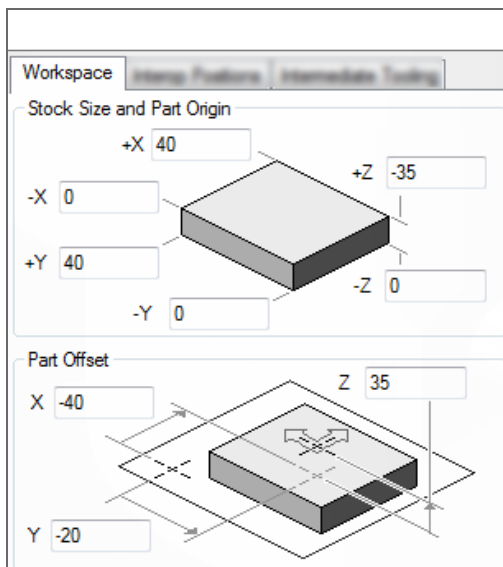 Workspace
Stock Size and Part Origin
+X 40
+Z -35
-X 0
+Y 40
-Z 0
-Y 0
Part Offset
X -40
Z 35
Y -20